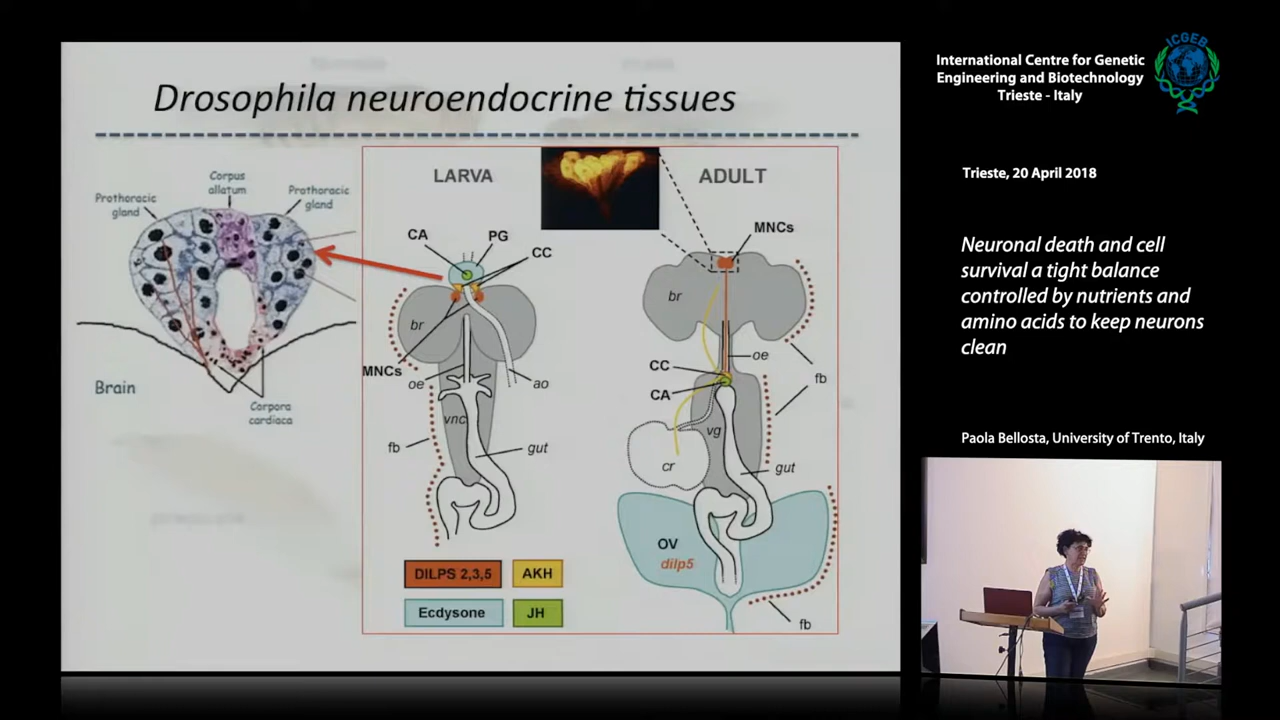 Drosophila neuroendocrine tissues
Corpus
allatum
Prothoracic
gland
Prothoracic
gland
Brain
Corpora
cardiaca
LARVA
ADULT
CA
PG
CC
br
MNCs
oe
ao
vnc
fb
gut
MNCs
br
oe
CC
CA
fb
vg
cr
gut
OV
dilp5
fb
DILPS 2,3,5
AKH
Ecdysone
JH
ICGEB
International Centre for Genetic
Engineering and Biotechnology
Trieste - Italy
Trieste, 20 April 2018
Neuronal death and cell
survival a tight balance
controlled by nutrients and
amino acids to keep neurons
clean
Paola Bellosta, University of Trento, Italy